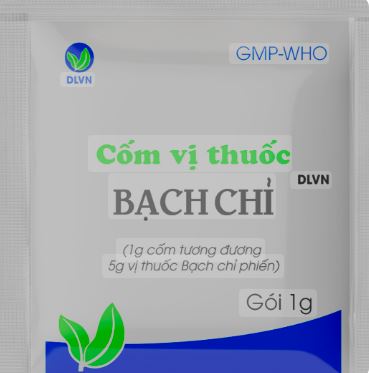 DLVN
GMP-WHO
Cốm vị thuốc
DLVN
BẠCH CHỈ
(1g cốm tương đương
5g vị thuốc Bạch chỉ phiến)
Gói 1g